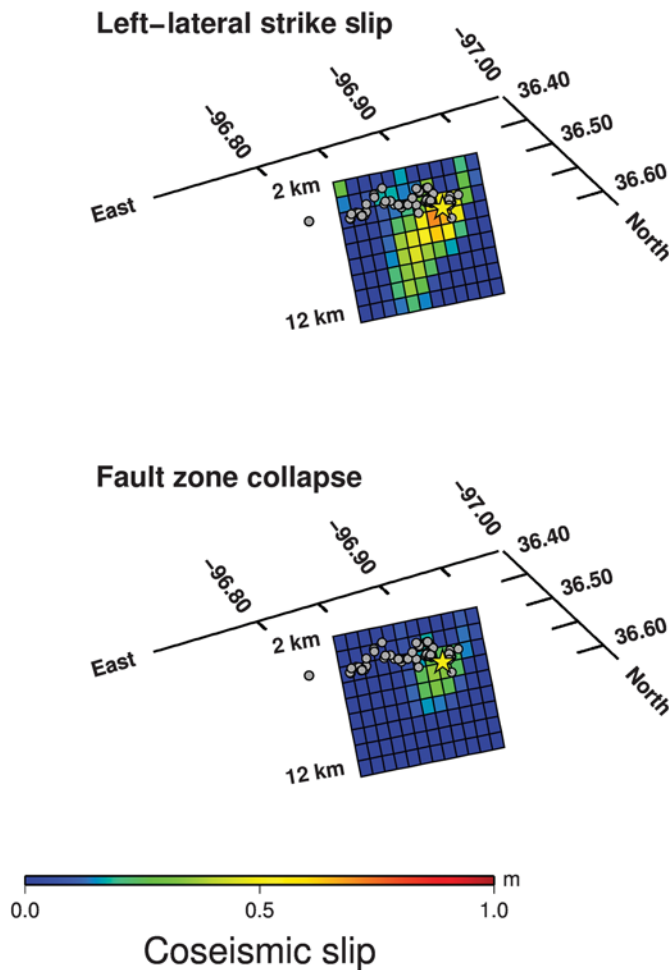 Left−lateral strike slip
−97.00
−96.90
−96.80
36.40
36.50
36.60
2 km
East
North
12 km
Fault zone collapse
−97.00
−96.90
−96.80
36.40
36.50
36.60
2 km
East
North
12 km
m
0.0 0.5 1.0
Coseismic slip